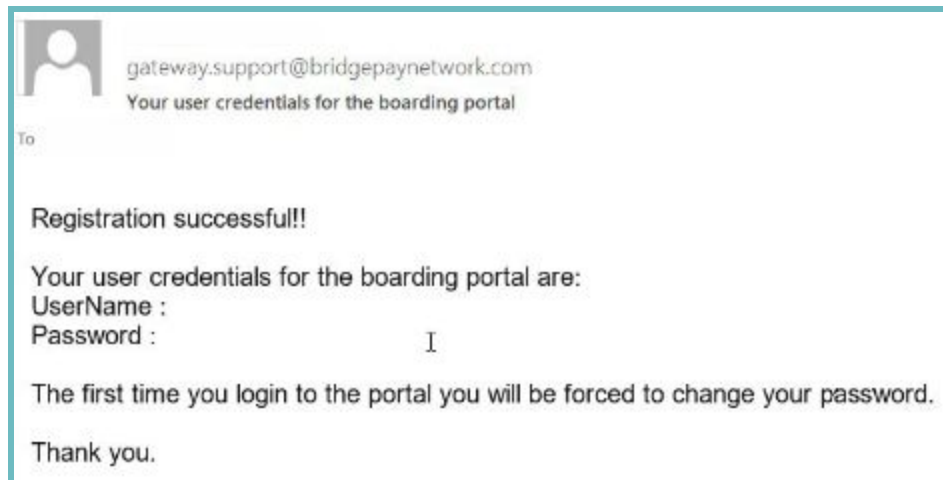 gateway.support@bridgepaynetwork.com
Your user credentials for the boarding portal
To
Registration successful!!
Your user credentials for the boarding portal are:
UserName :
Password :
The first time you login to the portal you will be forced to change your password.
Thank you.